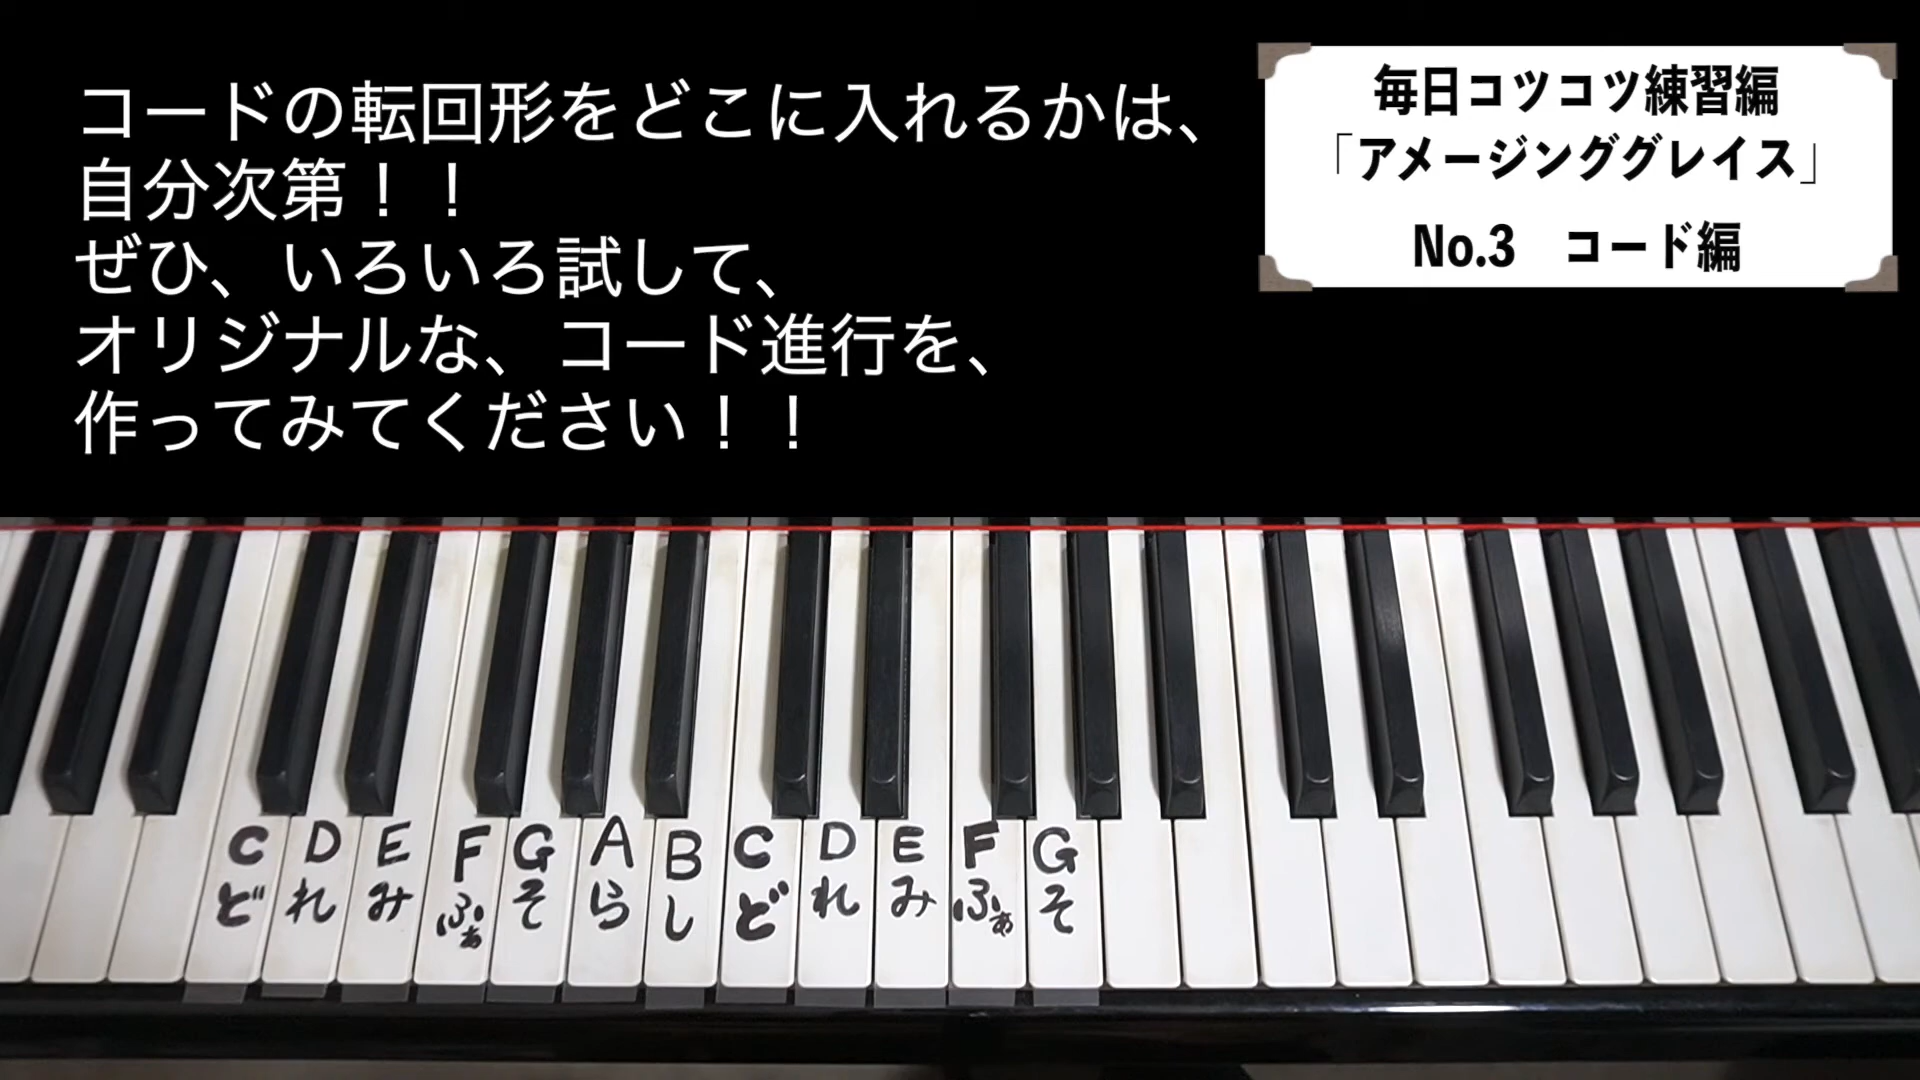 コードの転回形をどこに入れるかは、
自分次第！！
ぜひ、いろいろ試して、
オリジナルな、コード進行を、
作ってみてください！！
毎日コツコツ練習編
「アメージンググレイス」
No.3　コード編
C D E F G A B C D E F G
ど れ み ふぁ そ ら し ど れ み ふぁ そ